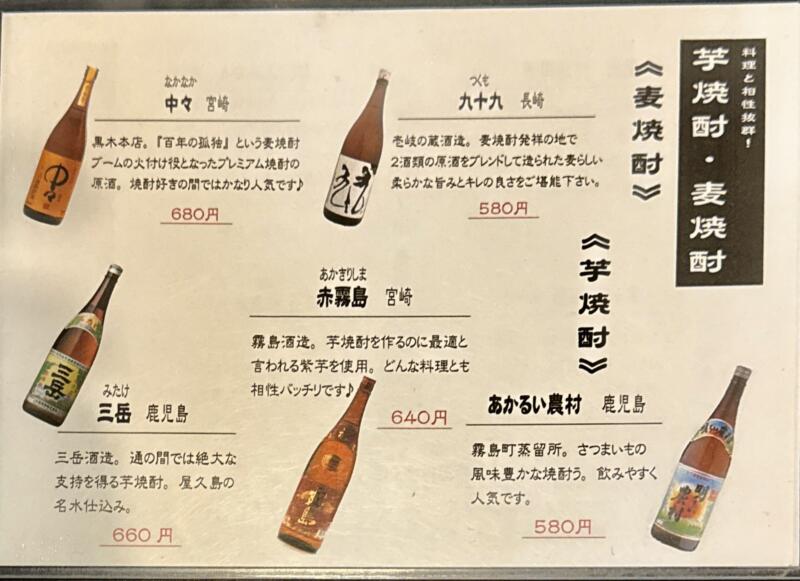 料理と相性抜群!
芋焼酎・麦焼酎
《麦焼酎》
つくも
九十九 長崎
壱岐の蔵酒造。麦焼酎発祥の地で
2酒類の原酒をブレンドして造られた麦らしい
柔らかな旨みとキレの良さをご堪能下さい。
580円
なかなか
中々 宮崎
黒木本店。『百年の孤独』という麦焼酎
ブームの火付け役となったプレミアム焼酎の
原酒。焼酎好きの間ではかなり人気です♪
680円
中々
《芋焼酎》
あかるい農村 鹿児島
霧島町蒸留所。さつまいもの
風味豊かな焼酎う。飲みやすく
人気です。
580円
あかぎりしま
赤霧島 宮崎
霧島酒造。芋焼酎を作るのに最適と
言われる紫芋を使用。どんな料理とも
相性バッチリです♪
640円
みたけ
三岳 鹿児島
三岳酒造。通の間では絶大な
支持を得る芋焼酎。屋久島の
名水仕込み。
660円
三岳